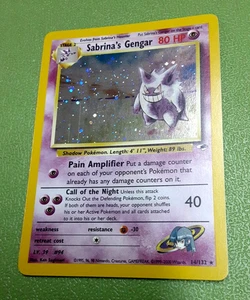 Evolves from Sabrina's Haunter
Sabrina's Gengar 80 HP
Shadow Pokémon. Length: 4' 11", Weight: 89 lbs.
Pain Amplifier Put a damage counter
on each of your opponent's Pokémon that
already has any damage counters on it.
Call of the Night Unless this attack
Knocks Out the Defending Pokémon, flip 2 coins.
If both of them are heads, your opponent shuffles
his or her Active Pokémon and all cards attached
to it into his or her deck.
40
weakness resistance -30
retreat cost
14/132